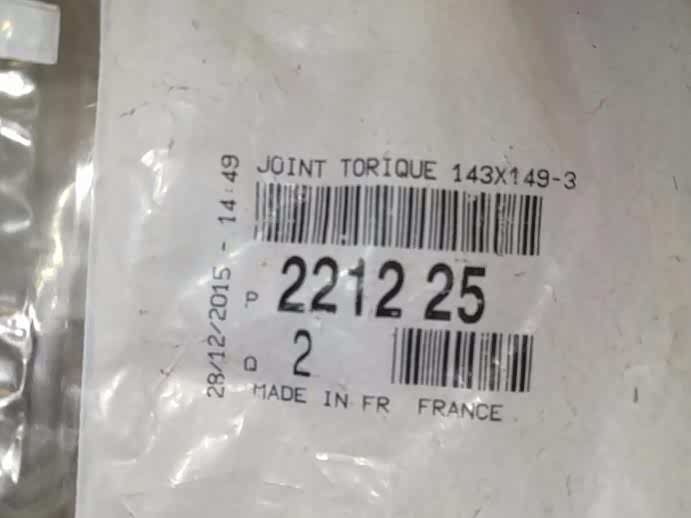 JOINT TORIQUE 143X149-3
P 2212 25
D 2
MADE IN FR FRANCE
28/12/2015 - 14:49